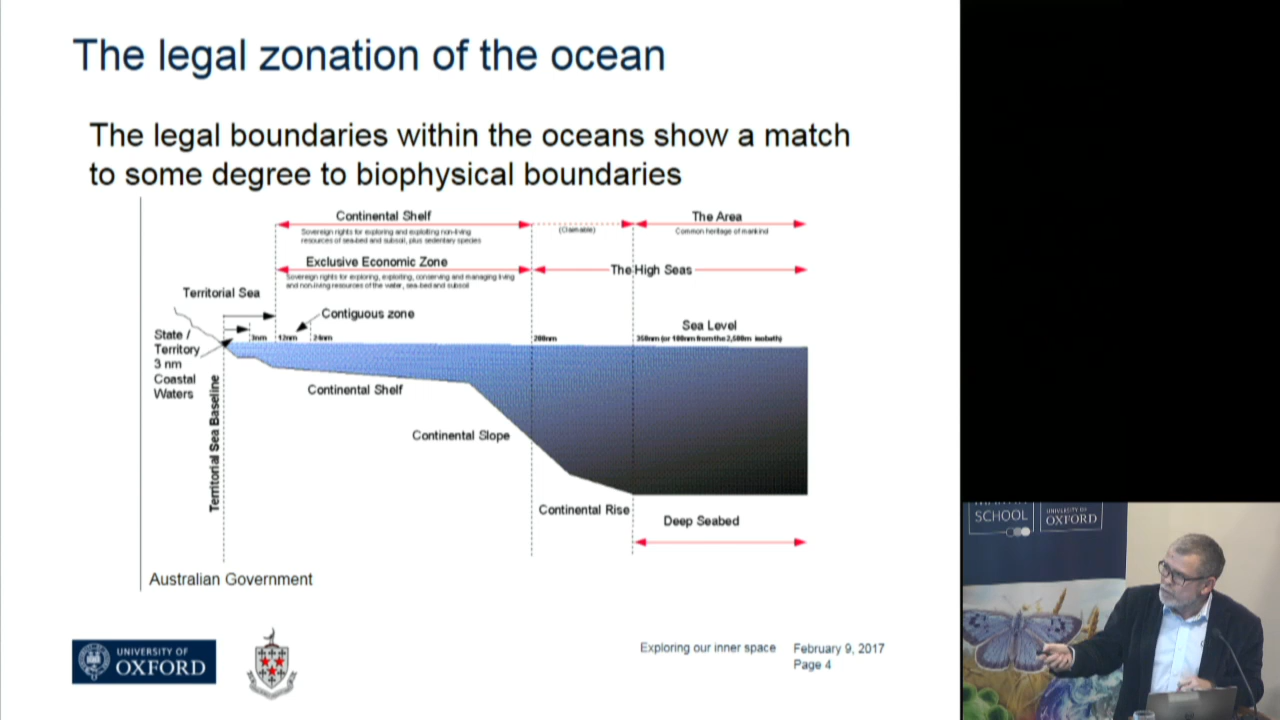 The legal zonation of the ocean
The legal boundaries within the oceans show a match
to some degree to biophysical boundaries
Continental Shelf
Sovereign rights for exploring and exploiting non-living
resources of sea-bed and subsoil, plus sedentary species
(Claimable)
The Area
Common heritage of mankind
Exclusive Economic Zone
Sovereign rights for exploring, exploiting, conserving and managing living
and non-living resources of the water, sea-bed and subsoil
The High Seas
Territorial Sea
Contiguous zone
Sea Level
3nm
12nm
24nm
200nm
350nm (or 100nm from the 2,500m isobath)
State /
Territory
3 nm
Coastal
Waters
Territorial Sea Baseline
Continental Shelf
Continental Slope
Continental Rise
Deep Seabed
Australian Government
UNIVERSITY OF
OXFORD
Exploring our inner space
February 9, 2017
Page 4
SCHOOL
UNIVERSITY OF
OXFORD